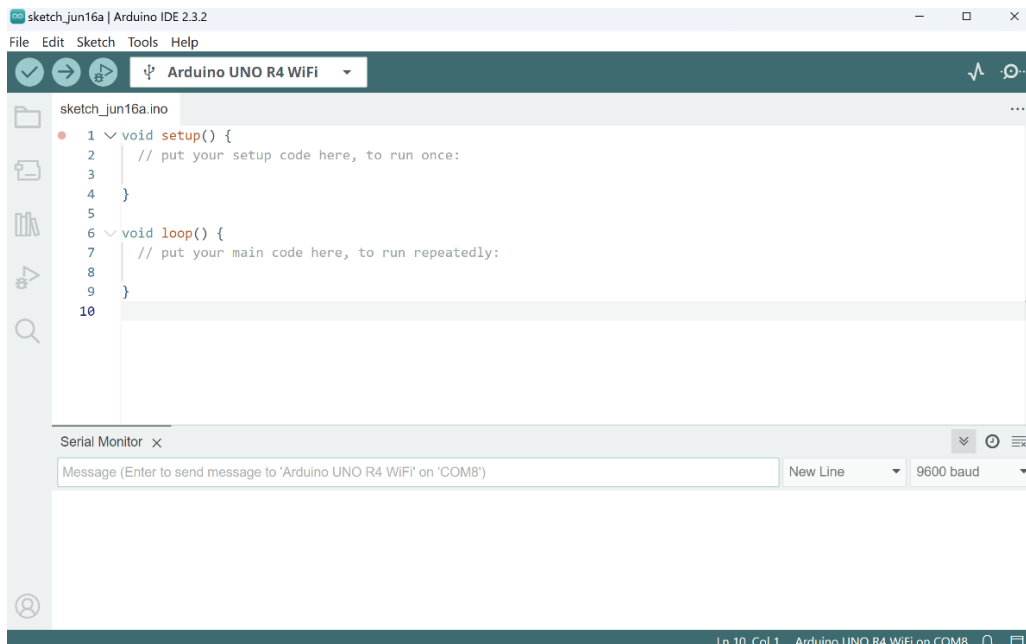 sketch_jun16a | Arduino IDE 2.3.2
File Edit Sketch Tools Help
Arduino UNO R4 WiFi
sketch_jun16a.ino
1 void setup() {
2 // put your setup code here, to run once:
3
4 }
5
6 void loop() {
7 // put your main code here, to run repeatedly:
8
9 }
10
Serial Monitor
Message (Enter to send message to 'Arduino UNO R4 WiFi' on 'COM8') New Line 9600 baud
Ln 10, Col 1 Arduino UNO R4 WiFi on COM8